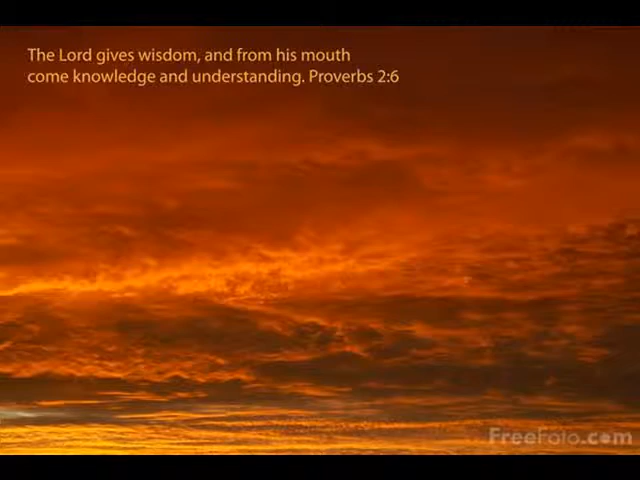 The Lord gives wisdom, and from his mouth
come knowledge and understanding. Proverbs 2:6
FreeFoto.com